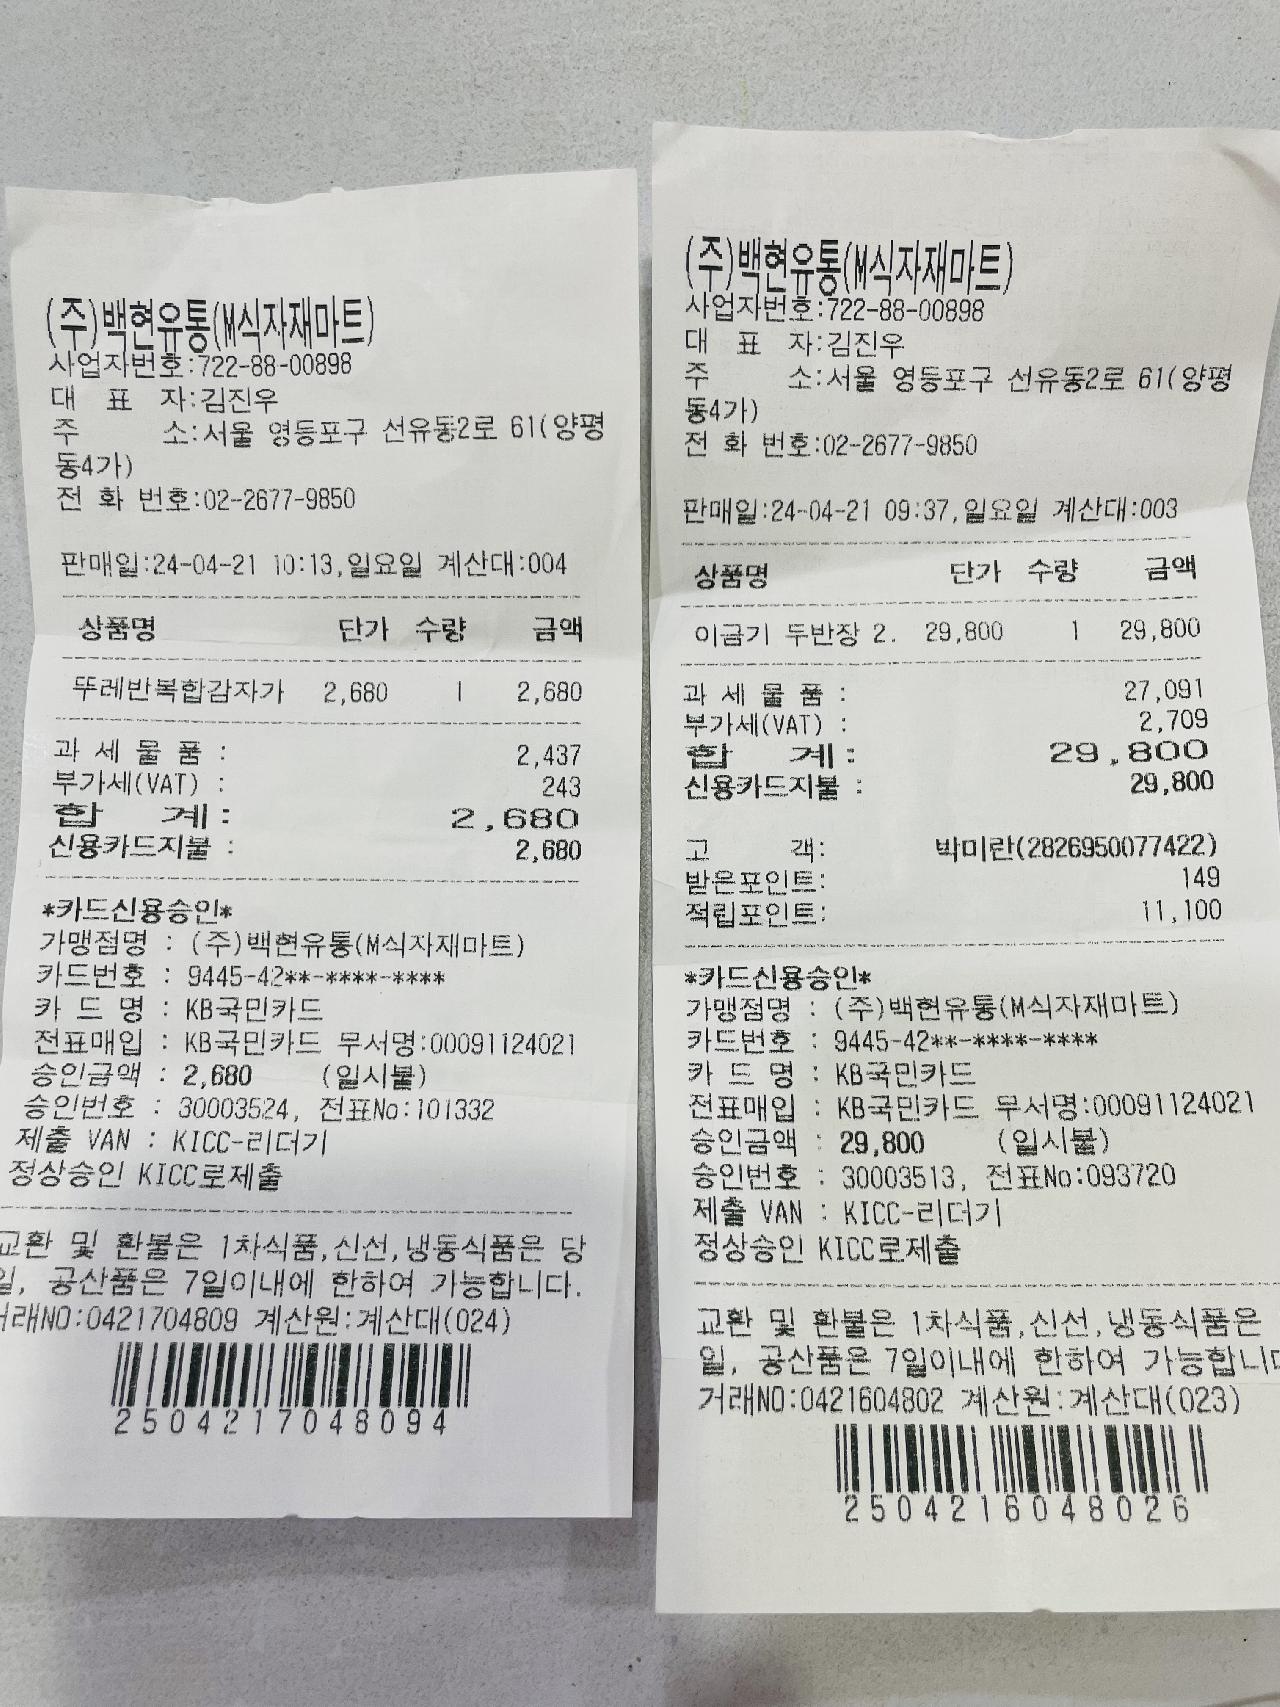 (주)백현유통(M식자재마트)
사업자번호:722-88-00898
대 표 자:김진우
주 소:서울 영등포구 선유동2로 61(양평
동4가)
전 화 번호:02-2677-9850
판매일:24-04-21 10:13,일요일 계산대:004
상품명 단가 수량 금액
뚜레반복합감자가 2,680 1 2,680
과 세 물 품 : 2,437
부가세(VAT) : 243
합 계: 2,680
신용카드지불 : 2,680
*카드신용승인*
가맹점명 : (주)백현유통(M식자재마트)
카드번호 : 9445-42**-****-****
카 드 명 : KB국민카드
전표매입 : KB국민카드 무서명:00091124021
승인금액 : 2,680 (일시불)
승인번호 : 30003524, 전표No:101332
제출 VAN : KICC-리더기
정상승인 KICC로제출
교환 및 환불은 1차식품,신선,냉동식품은 당
일, 공산품은 7일이내에 한하여 가능합니다.
거래NO:0421704809 계산원:계산대(024)
2504217048094
(주)백현유통(M식자재마트)
사업자번호:722-88-00898
대 표 자:김진우
주 소:서울 영등포구 선유동2로 61(양평
동4가)
전 화 번호:02-2677-9850
판매일:24-04-21 09:37,일요일 계산대:003
상품명 단가 수량 금액
이금기 두반장 2. 29,800 1 29,800
과 세 물 품 : 27,091
부가세(VAT) : 2,709
합 계: 29,800
신용카드지불 : 29,800
고 객: 박미란(2826950077422)
받은포인트: 149
적립포인트: 11,100
*카드신용승인*
가맹점명 : (주)백현유통(M식자재마트)
카드번호 : 9445-42**-****-****
카 드 명 : KB국민카드
전표매입 : KB국민카드 무서명:00091124021
승인금액 : 29,800 (일시불)
승인번호 : 30003513, 전표No:093720
제출 VAN : KICC-리더기
정상승인 KICC로제출
교환 및 환불은 1차식품,신선,냉동식품은
일, 공산품은 7일이내에 한하여 가능합니다
거래NO:0421604802 계산원:계산대(023)
2504216048026